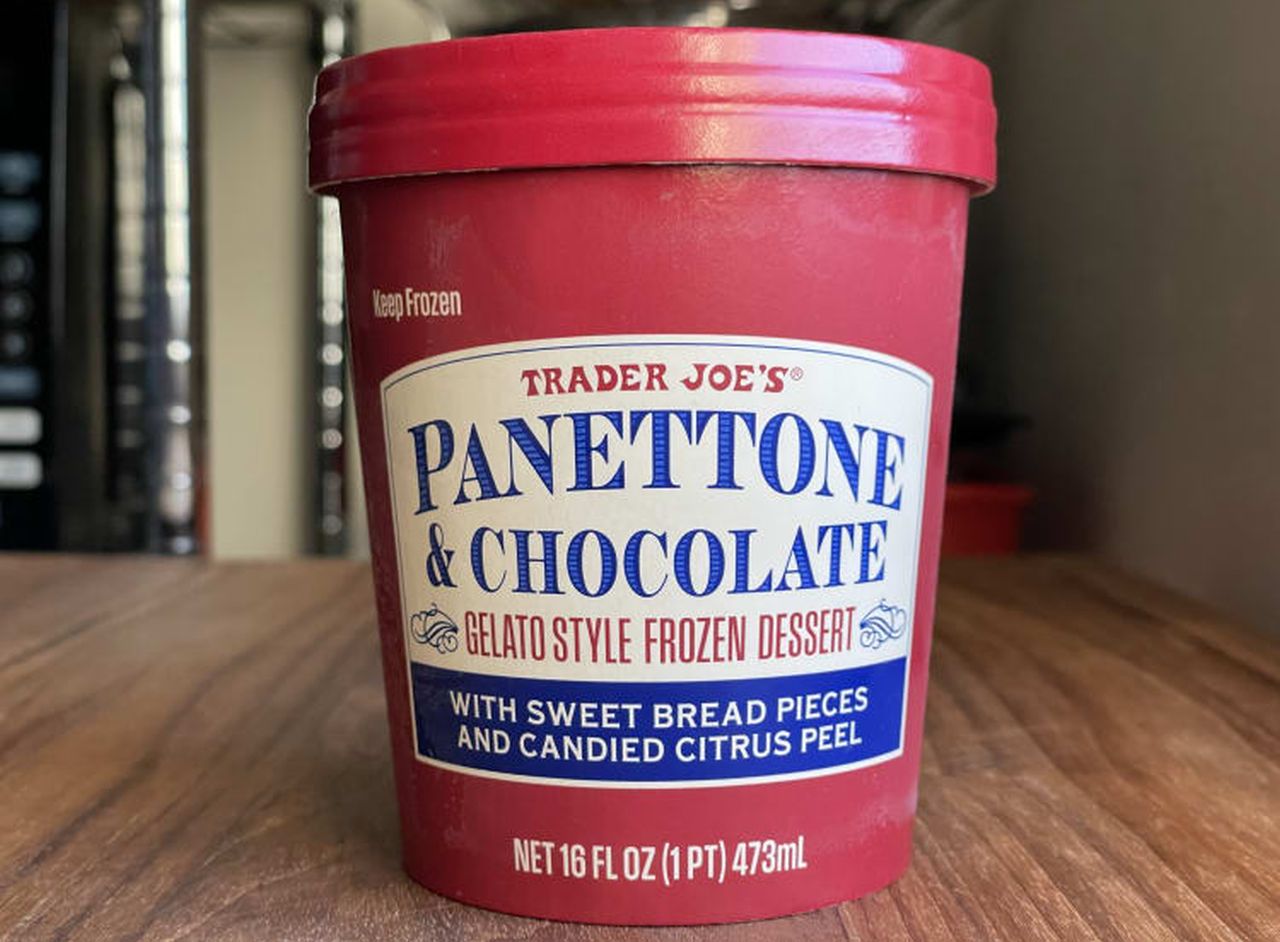 Keep Frozen
TRADER JOE'S®
PANETTONE
& CHOCOLATE
GELATO STYLE FROZEN DESSERT
WITH SWEET BREAD PIECES
AND CANDIED CITRUS PEEL
NET 16 FL OZ (1 PT) 473mL